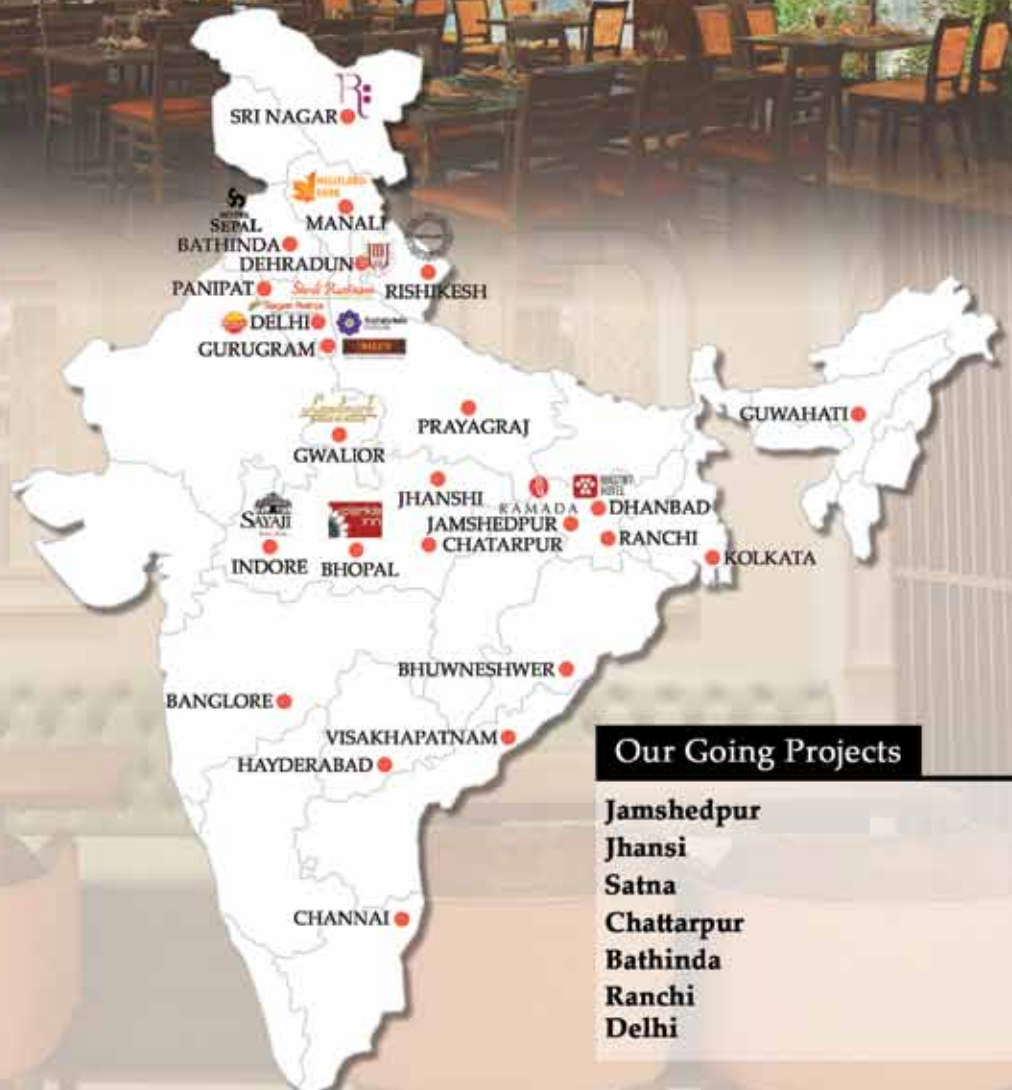 SRI NAGAR
MANALI
SEPAL
BATHINDA
DEHRADUN
RISHIKESH
PANIPAT
DELHI
GURUGRAM
GWALIOR
PRAYAGRAJ
GUWAHATI
JHANSHI
RAMADA
DHANBAD
JAMSHEDPUR
RANCHI
CHATARPUR
KOLKATA
SAYAJI
INDORE
BHOPAL
BHUWNESHWER
BANGLORE
VISAKHAPATNAM
HAYDERABAD
CHANNAI
Our Going Projects
Jamshedpur
Jhansi
Satna
Chattarpur
Bathinda
Ranchi
Delhi